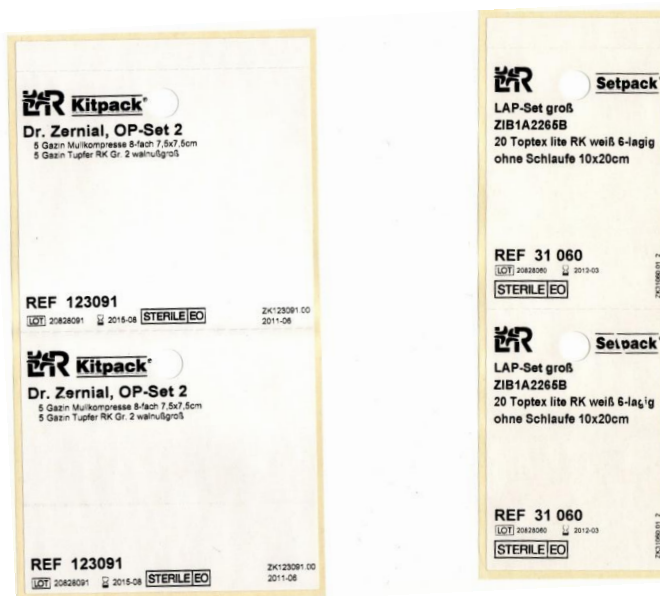 L&R Kitpack®
Dr. Zernial, OP-Set 2
5 Gazin Mullkompresse 8-fach 7,5x7,5cm
5 Gazin Tupfer RK Gr. 2 walnußgroß
REF 123091
LOT 20828091 2015-08 STERILE EO
ZK123091.00
2011-06
L&R Kitpack®
Dr. Zernial, OP-Set 2
5 Gazin Mullkompresse 8-fach 7,5x7,5cm
5 Gazin Tupfer RK Gr. 2 walnußgroß
REF 123091
LOT 20828091 2015-08 STERILE EO
ZK123091.00
2011-06
L&R Setpack
LAP-Set groß
ZIB1A2265B
20 Toptex lite RK weiß 6-lagig
ohne Schlaufe 10x20cm
REF 31 060
LOT 20828060 2012-03
STERILE EO
L&R Setpack
LAP-Set groß
ZIB1A2265B
20 Toptex lite RK weiß 6-lagig
ohne Schlaufe 10x20cm
REF 31 060
LOT 20828060 2012-03
STERILE EO